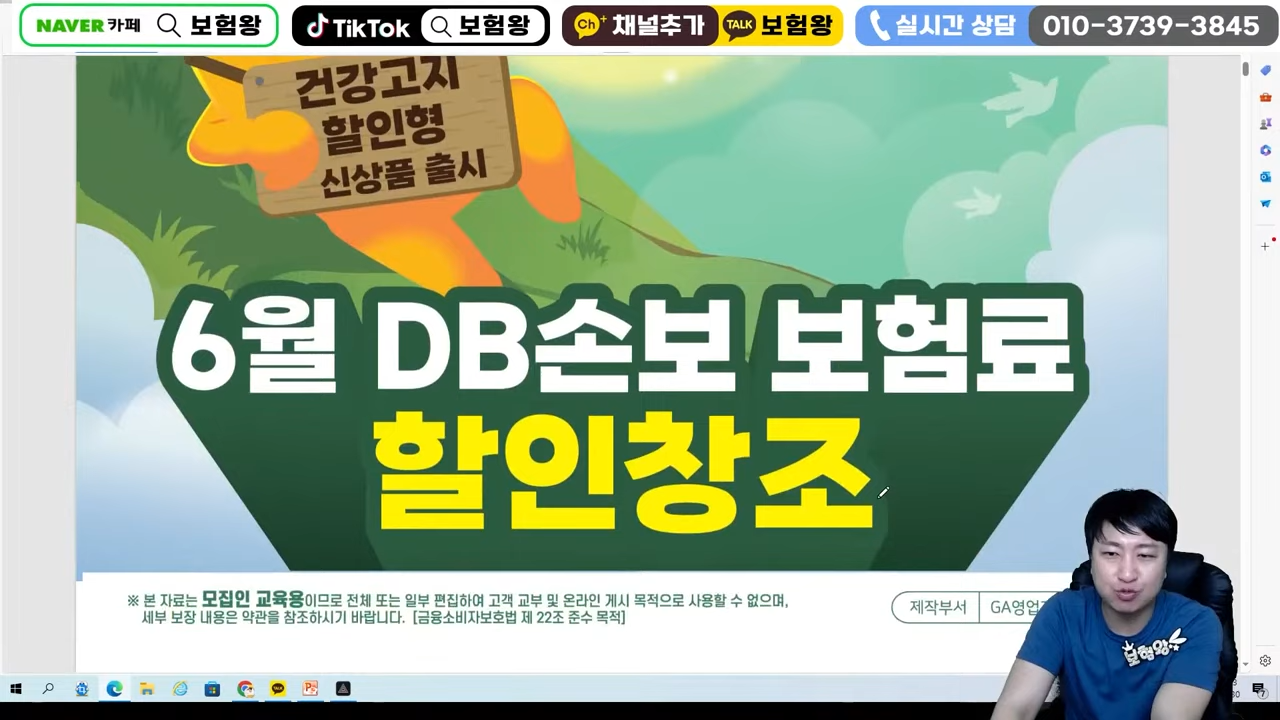 NAVER 카페 보험왕
TikTok 보험왕
Ch+ 채널추가 TALK 보험왕
실시간 상담 010-3739-3845
건강고지
할인형
신상품 출시
6월 DB손보 보험료
할인창조
※ 본 자료는 모집인 교육용이므로 전체 또는 일부 편집하여 고객 교부 및 온라인 게시 목적으로 사용할 수 없으며,
세부 보장 내용은 약관을 참조하시기 바랍니다. [금융소비자보호법 제 22조 준수 목적]
제작부서 GA영업
보험왕